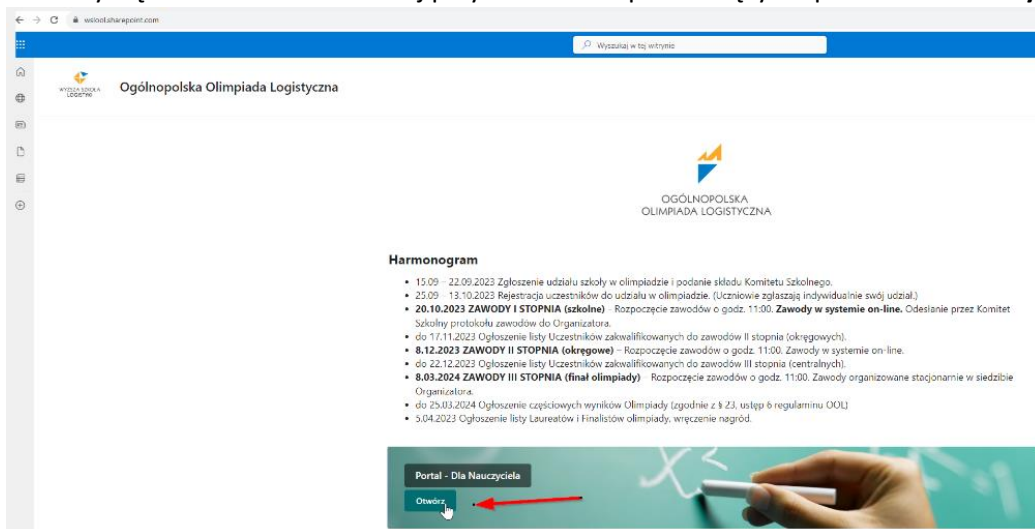 wsiool.sharepoint.com
Wyszukaj w tej witrynie
WYŻSZA SZKOŁA
LOGISTYKI
Ogólnopolska Olimpiada Logistyczna
OGÓLNOPOLSKA
OLIMPIADA LOGISTYCZNA
Harmonogram
• 15.09 – 22.09.2023 Zgłoszenie udziału szkoły w olimpiadzie i podanie składu Komitetu Szkolnego.
• 25.09 – 13.10.2023 Rejestracja uczestników do udziału w olimpiadzie. (Uczniowie zgłaszają indywidualnie swój udział.)
• 20.10.2023 ZAWODY I STOPNIA (szkolne) – Rozpoczęcie zawodów o godz. 11:00. Zawody w systemie on-line. Odesłanie przez Komitet
Szkolny protokołu zawodów do Organizatora.
• do 17.11.2023 Ogłoszenie listy Uczestników zakwalifikowanych do zawodów II stopnia (okręgowych).
• 8.12.2023 ZAWODY II STOPNIA (okręgowe) – Rozpoczęcie zawodów o godz. 11:00. Zawody w systemie on-line.
• do 22.12.2023 Ogłoszenie listy Uczestników zakwalifikowanych do zawodów III stopnia (centralnych).
• 8.03.2024 ZAWODY III STOPNIA (finał olimpiady) – Rozpoczęcie zawodów o godz. 11:00. Zawody organizowane stacjonarnie w siedzibie
Organizatora.
• do 25.03.2024 Ogłoszenie częściowych wyników Olimpiady (zgodnie z § 23, ustęp 6 regulaminu OOL)
• 5.04.2023 Ogłoszenie listy Laureatów i Finalistów olimpiady, wręczenie nagród.
Portal - Dla Nauczyciela
Otwórz